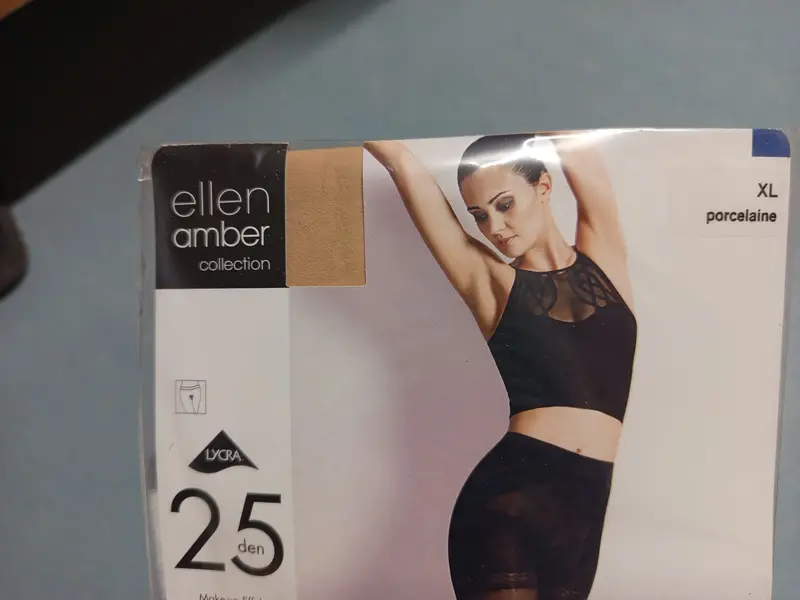 ellen
amber
collection
XL
porcelaine
LYCRA
25
den